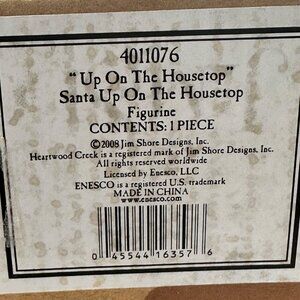 4011076
“Up On The Housetop”
Santa Up On The Housetop
Figurine
CONTENTS: 1 PIECE
©2008 Jim Shore Designs, Inc.
Heartwood Creek is a registered mark of Jim Shore Designs, Inc.
All rights reserved worldwide
Licensed by Enesco, LLC
ENESCO is a registered U.S. trademark
MADE IN CHINA
www.enesco.com
0 45544 16357 6